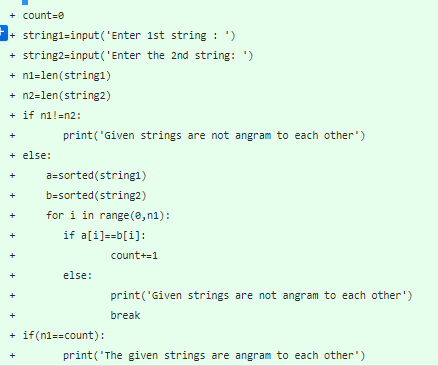 + count=0
+ string1=input('Enter 1st string : ')
+ string2=input('Enter the 2nd string: ')
+ n1=len(string1)
+ n2=len(string2)
+ if n1!=n2:
+        print('Given strings are not angram to each other')
+ else:
+     a=sorted(string1)
+     b=sorted(string2)
+     for i in range(0,n1):
+        if a[i]==b[i]:
+                count+=1
+        else:
+                print('Given strings are not angram to each other')
+                break
+ if(n1==count):
+        print('The given strings are angram to each other')